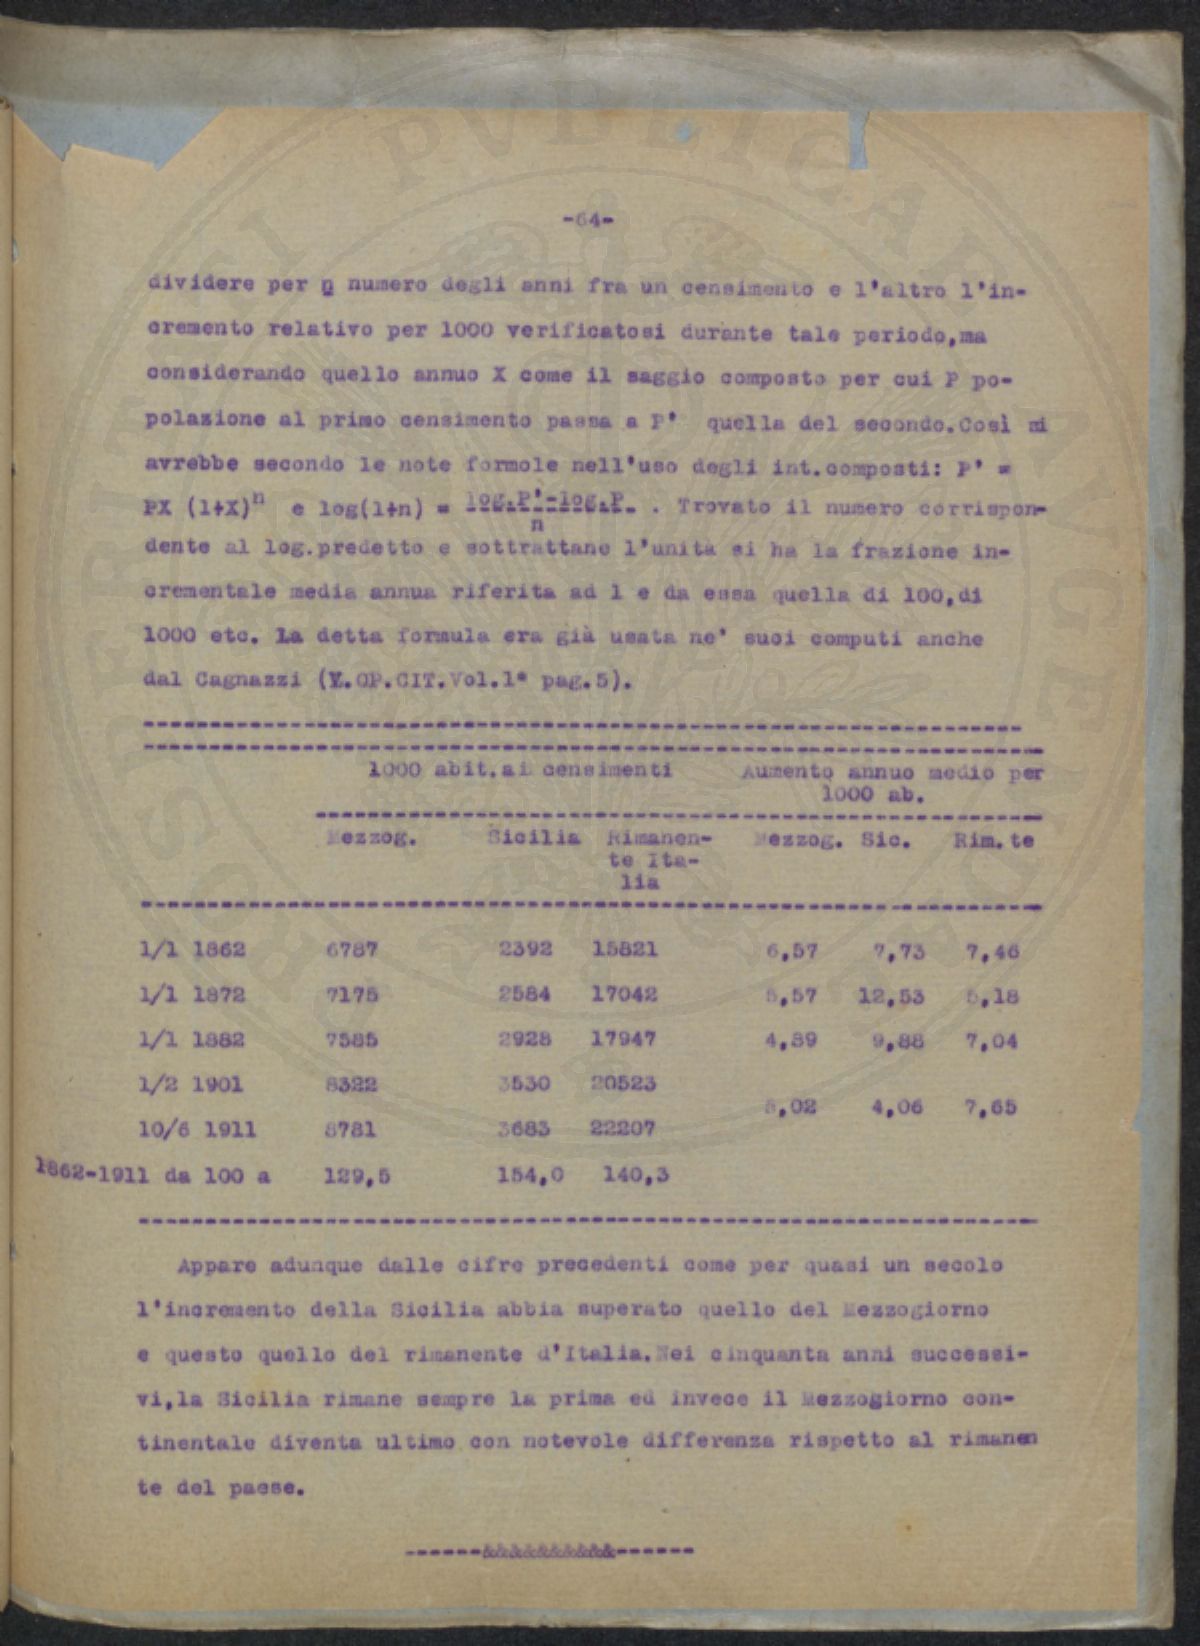 -64-
dividere per n numero degli anni fra un censimento e l'altro l'in-
cremento relativo per 1000 verificatosi durante tale periodo,ma
considerando quello annuo X come il saggio composto per cui P po-
polazione al primo censimento passa a P' quella del secondo.Così si
avrebbe secondo le note formole nell'uso degli int.composti: P' =
PX (1+X)n e log(1+n) = log.P'-log.P. . Trovato il numero corrispon-
n
dente al log.predetto e sottrattane l'unità si ha la frazione in-
crementale media annua riferita ad 1 e da essa quella di 100,di
1000 etc. La detta formula era già usata ne' suoi computi anche
dal Cagnazzi (V.OP.CIT.Vol.1° pag.5).
1000 abit.ai censimenti Aumento annuo medio per
1000 ab.
Mezzog. Sicilia Rimanen- Mezzog. Sic. Rim.te
te Ita-
lia
1/1 1862 6787 2392 15821 6,57 7,73 7,46
1/1 1872 7175 2584 17042 5,57 12,53 5,18
1/1 1882 7585 2928 17947 4,89 9,88 7,04
1/2 1901 8322 3530 20523
5,02 4,06 7,65
10/6 1911 8781 3683 22207
1862-1911 da 100 a 129,5 154,0 140,3
Appare adunque dalle cifre precedenti come per quasi un secolo
l'incremento della Sicilia abbia superato quello del Mezzogiorno
e questo quello del rimanente d'Italia.Nei cinquanta anni successi-
vi,la Sicilia rimane sempre la prima ed invece il Mezzogiorno con-
tinentale diventa ultimo con notevole differenza rispetto al rimanen
te del paese.
------&&&&&&&&&&------